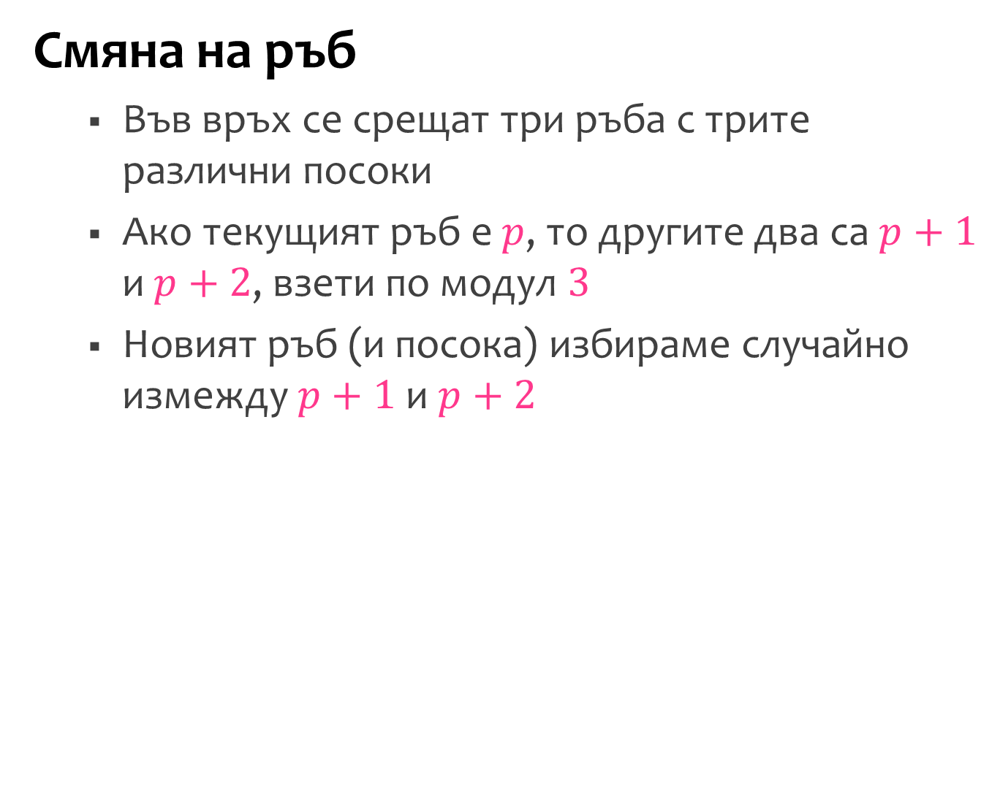 Смяна на ръб
▪ Във връх се срещат три ръба с трите
различни посоки
▪ Ако текущият ръб е p, то другите два са p + 1
и p + 2, взети по модул 3
▪ Новият ръб (и посока) избираме случайно
измежду p + 1 и p + 2